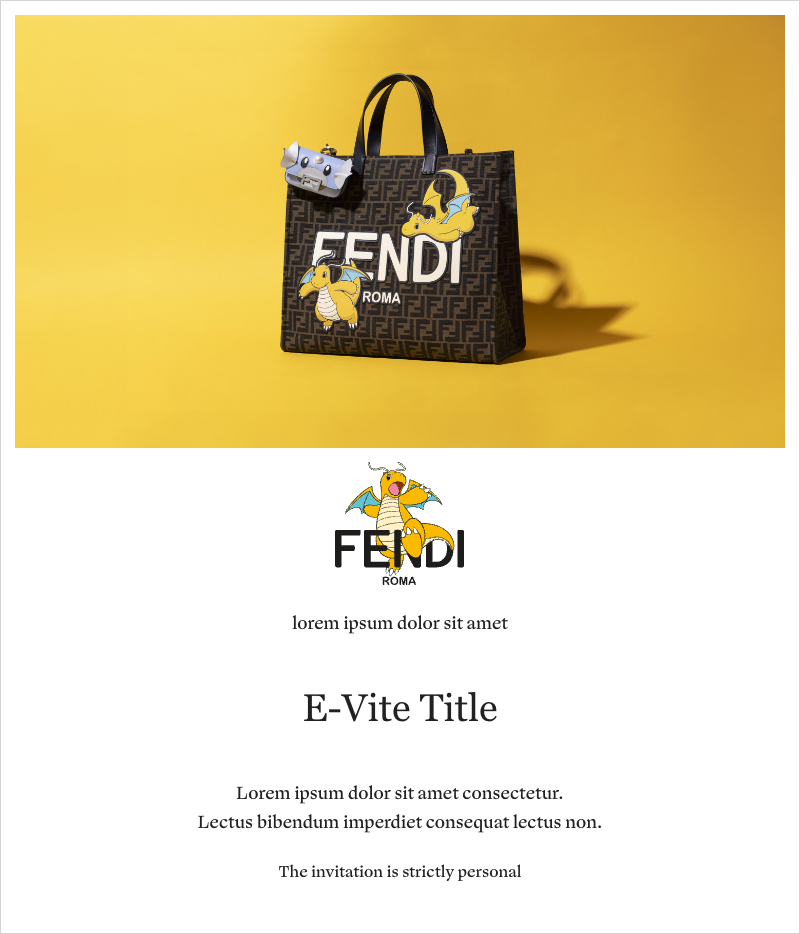 FENDI
ROMA
FENDI
ROMA
lorem ipsum dolor sit amet
E-Vite Title
Lorem ipsum dolor sit amet consectetur.
Lectus bibendum imperdiet consequat lectus non.
The invitation is strictly personal